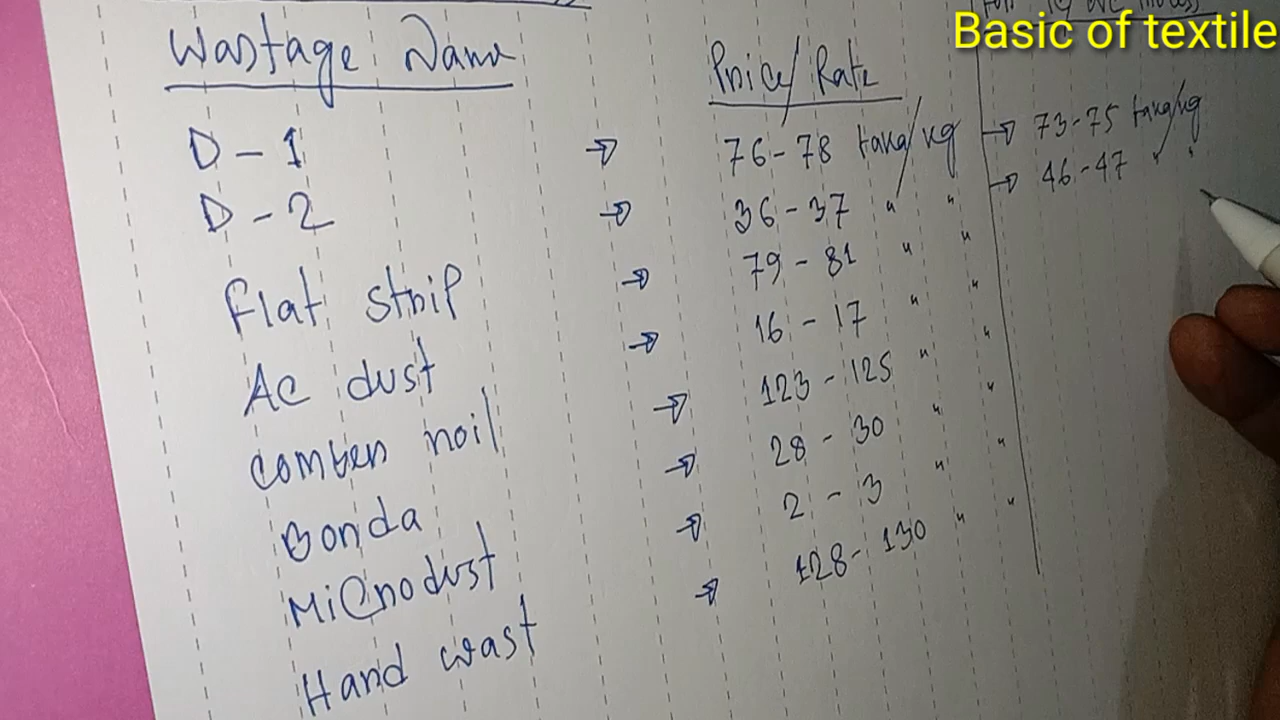 Basic of textile
Wastage Name Price/Rate
D-1 → 76-78 taka/kg → 73-75 taka/kg
D-2 → 36-37 " " → 46-47 " "
Flat strip → 79-81 " "
AC dust → 16-17 " "
Comber noil → 123-125 " "
Bonda → 28-30 " "
Microdust → 2-3 " "
Hand wast → 128-130 " "